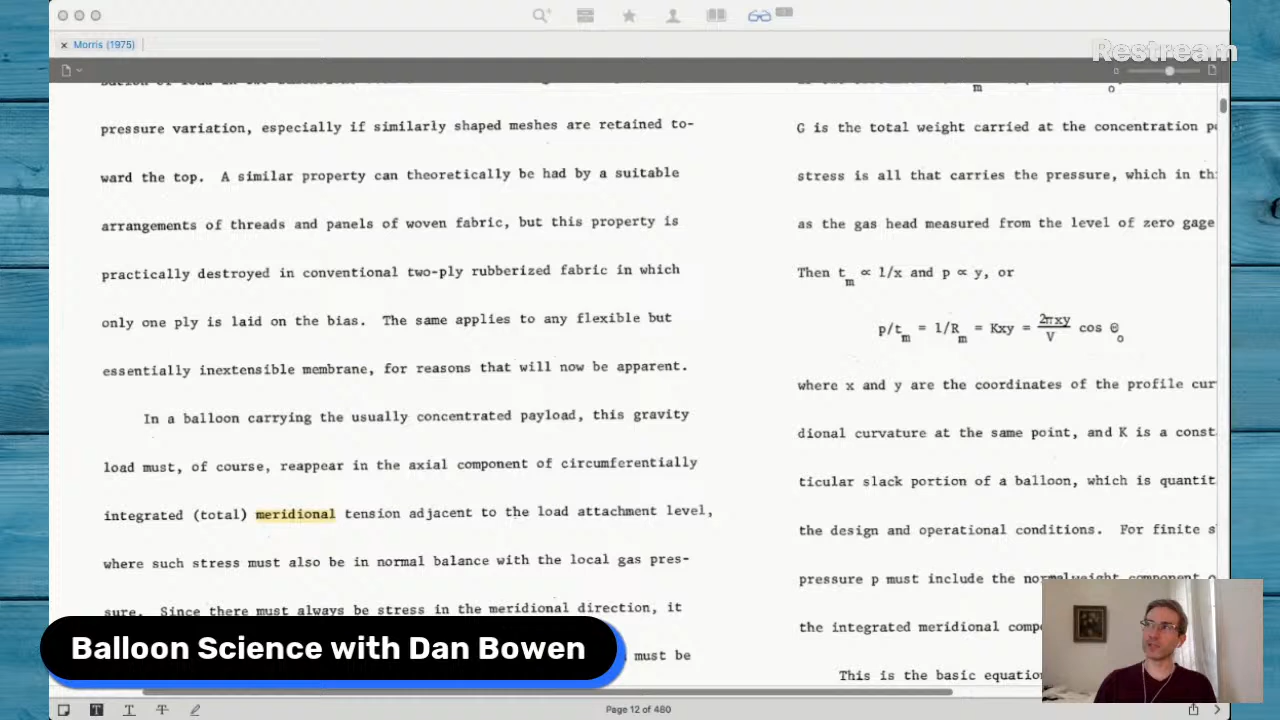 Morris (1975)
Restream
pressure variation, especially if similarly shaped meshes are retained to-
ward the top. A similar property can theoretically be had by a suitable
arrangements of threads and panels of woven fabric, but this property is
practically destroyed in conventional two-ply rubberized fabric in which
only one ply is laid on the bias. The same applies to any flexible but
essentially inextensible membrane, for reasons that will now be apparent.
In a balloon carrying the usually concentrated payload, this gravity
load must, of course, reappear in the axial component of circumferentially
integrated (total) meridional tension adjacent to the load attachment level,
where such stress must also be in normal balance with the local gas pres-
sure. Since there must always be stress in the meridional direction, it
must be
m o
G is the total weight carried at the concentration
stress is all that carries the pressure, which in
as the gas head measured from the level of zero gage
Then t_m ∝ 1/x and p ∝ y, or
p/t_m = 1/R_m = Kxy = 2πxy/V cos Θ_o
where x and y are the coordinates of the profile
dional curvature at the same point, and K is a
ticular slack portion of a balloon, which is
the design and operational conditions. For finite
pressure p must include the normal weight component
the integrated meridional
This is the basic
Balloon Science with Dan Bowen
Page 12 of 480